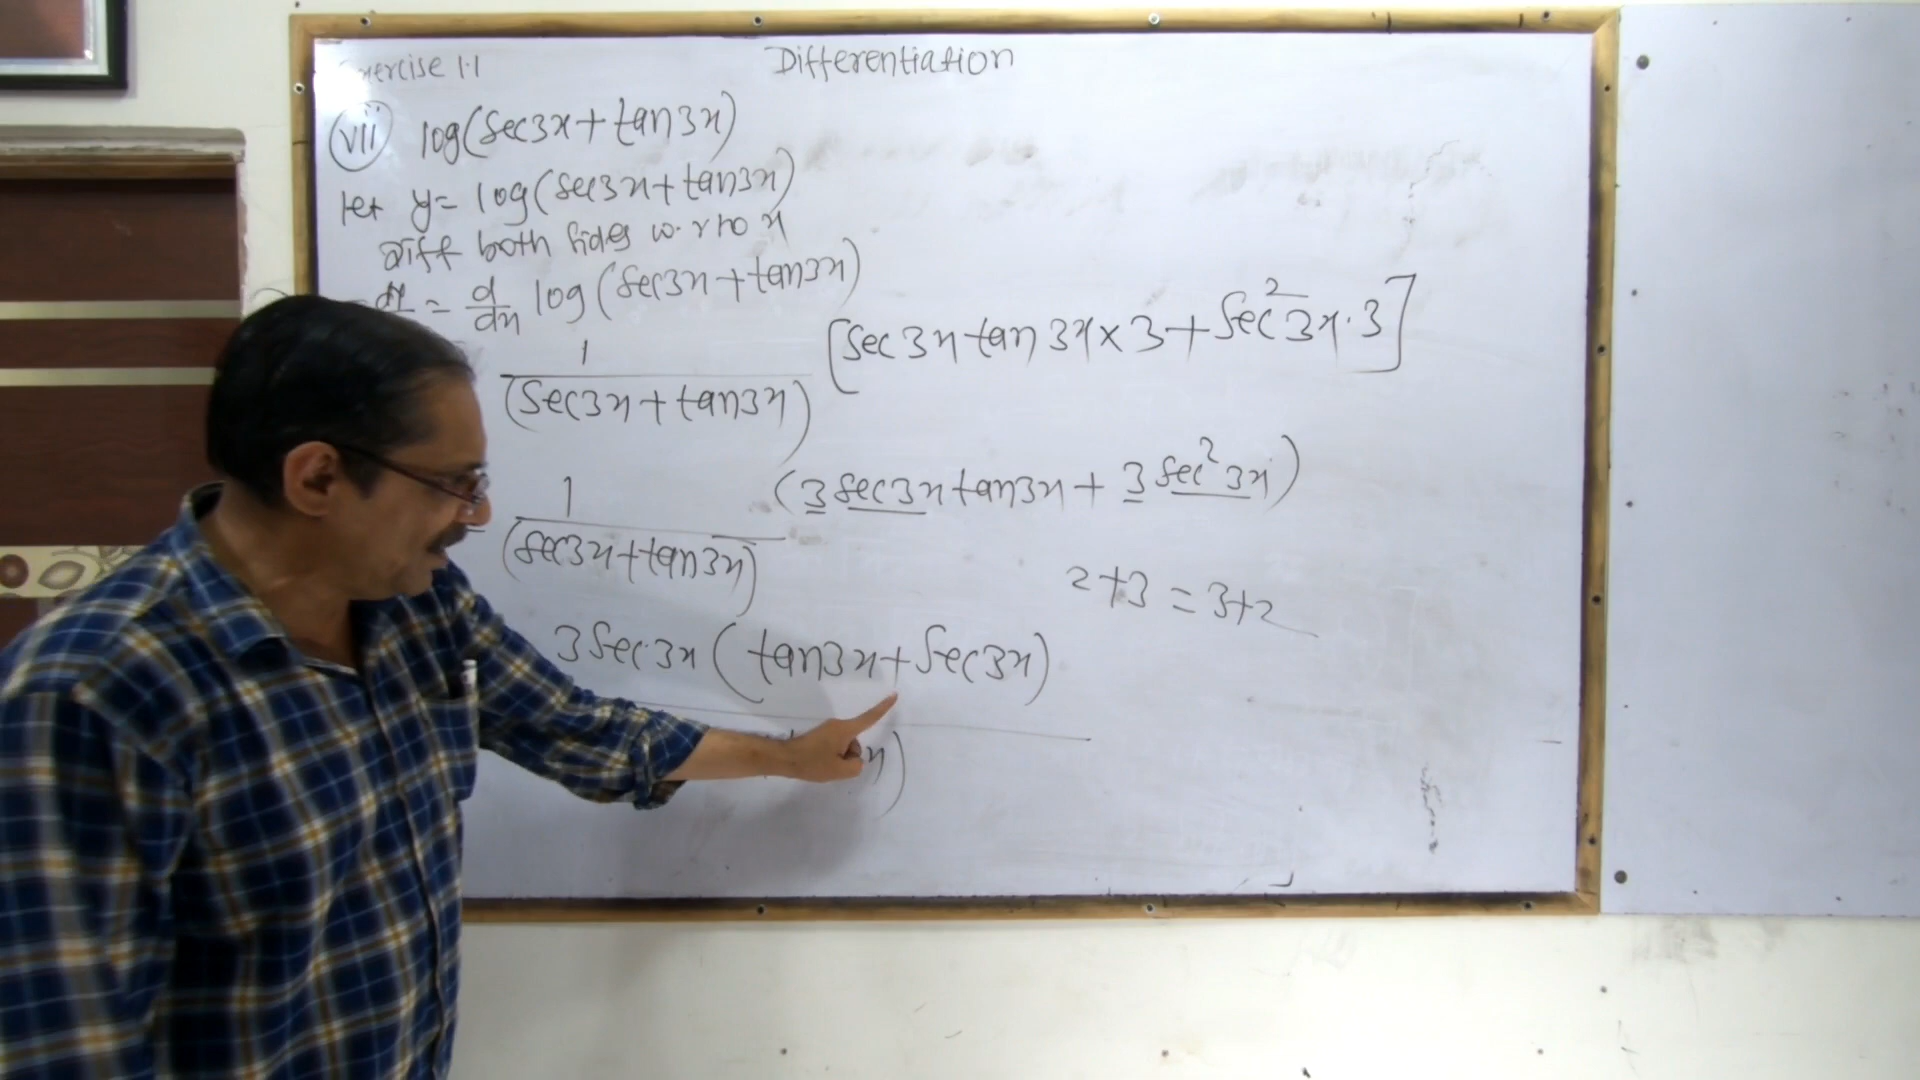 Exercise 1.1
Differentiation
(vii) log(sec3x+tan3x)
let y= log(sec3x+tan3x)
Diff both sides w.r to x
dy = d/dx log(sec3x+tan3x)
1/(sec3x+tan3x) [sec3x tan3x×3+sec²3x·3]
= 1/(sec3x+tan3x) (3sec3x tan3x+3sec²3x)
2+3=3+2
3sec3x(tan3x+sec3x)
x)